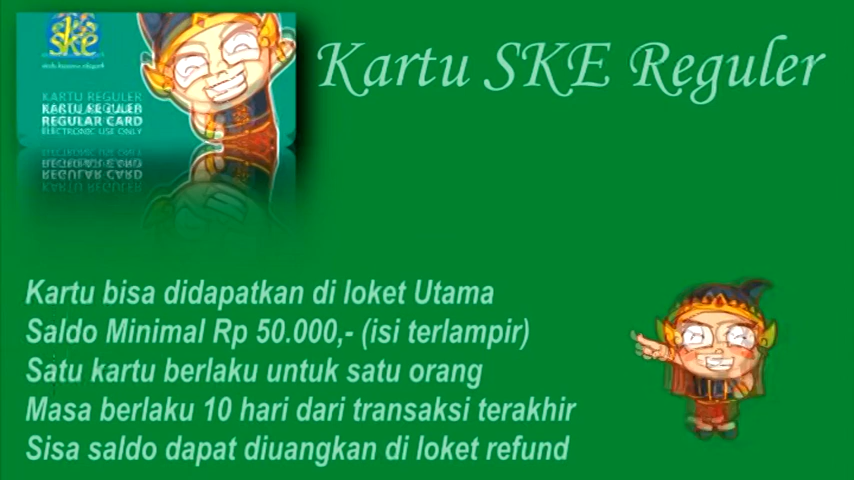 ske
Kartu SKE Reguler
KARTU REGULER
KARTU REGULER
REGULAR CARD
ELECTRONIC USE ONLY
Kartu bisa didapatkan di loket Utama
Saldo Minimal Rp 50.000,- (isi terlampir)
Satu kartu berlaku untuk satu orang
Masa berlaku 10 hari dari transaksi terakhir
Sisa saldo dapat diuangkan di loket refund